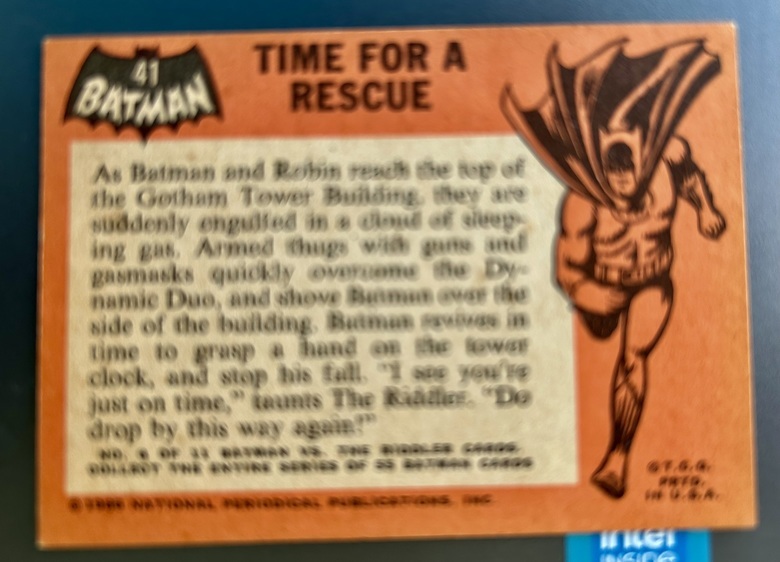 41
BATMAN
TIME FOR A
RESCUE
As Batman and Robin reach the top of
the Gotham Tower Building, they are
suddenly engulfed in a cloud of sleep-
ing gas. Armed thugs with guns and
gasmasks quickly overcome the Dy-
namic Duo, and shove Batman over the
side of the building. Batman revives in
time to grasp a hand on the tower
clock, and stop his fall. "I see you're
just on time," taunts The Riddler. "Do
drop by this way again!"
OF 11 BATMAN VS. THE RIDDLER CARDS.
COLLECT THE ENTIRE SERIES OF BATMAN CARDS
© 1966 NATIONAL PERIODICAL PUBLICATIONS, INC.
©T.C.G.
PRTD.
IN U.S.A.
intel
INSIDE